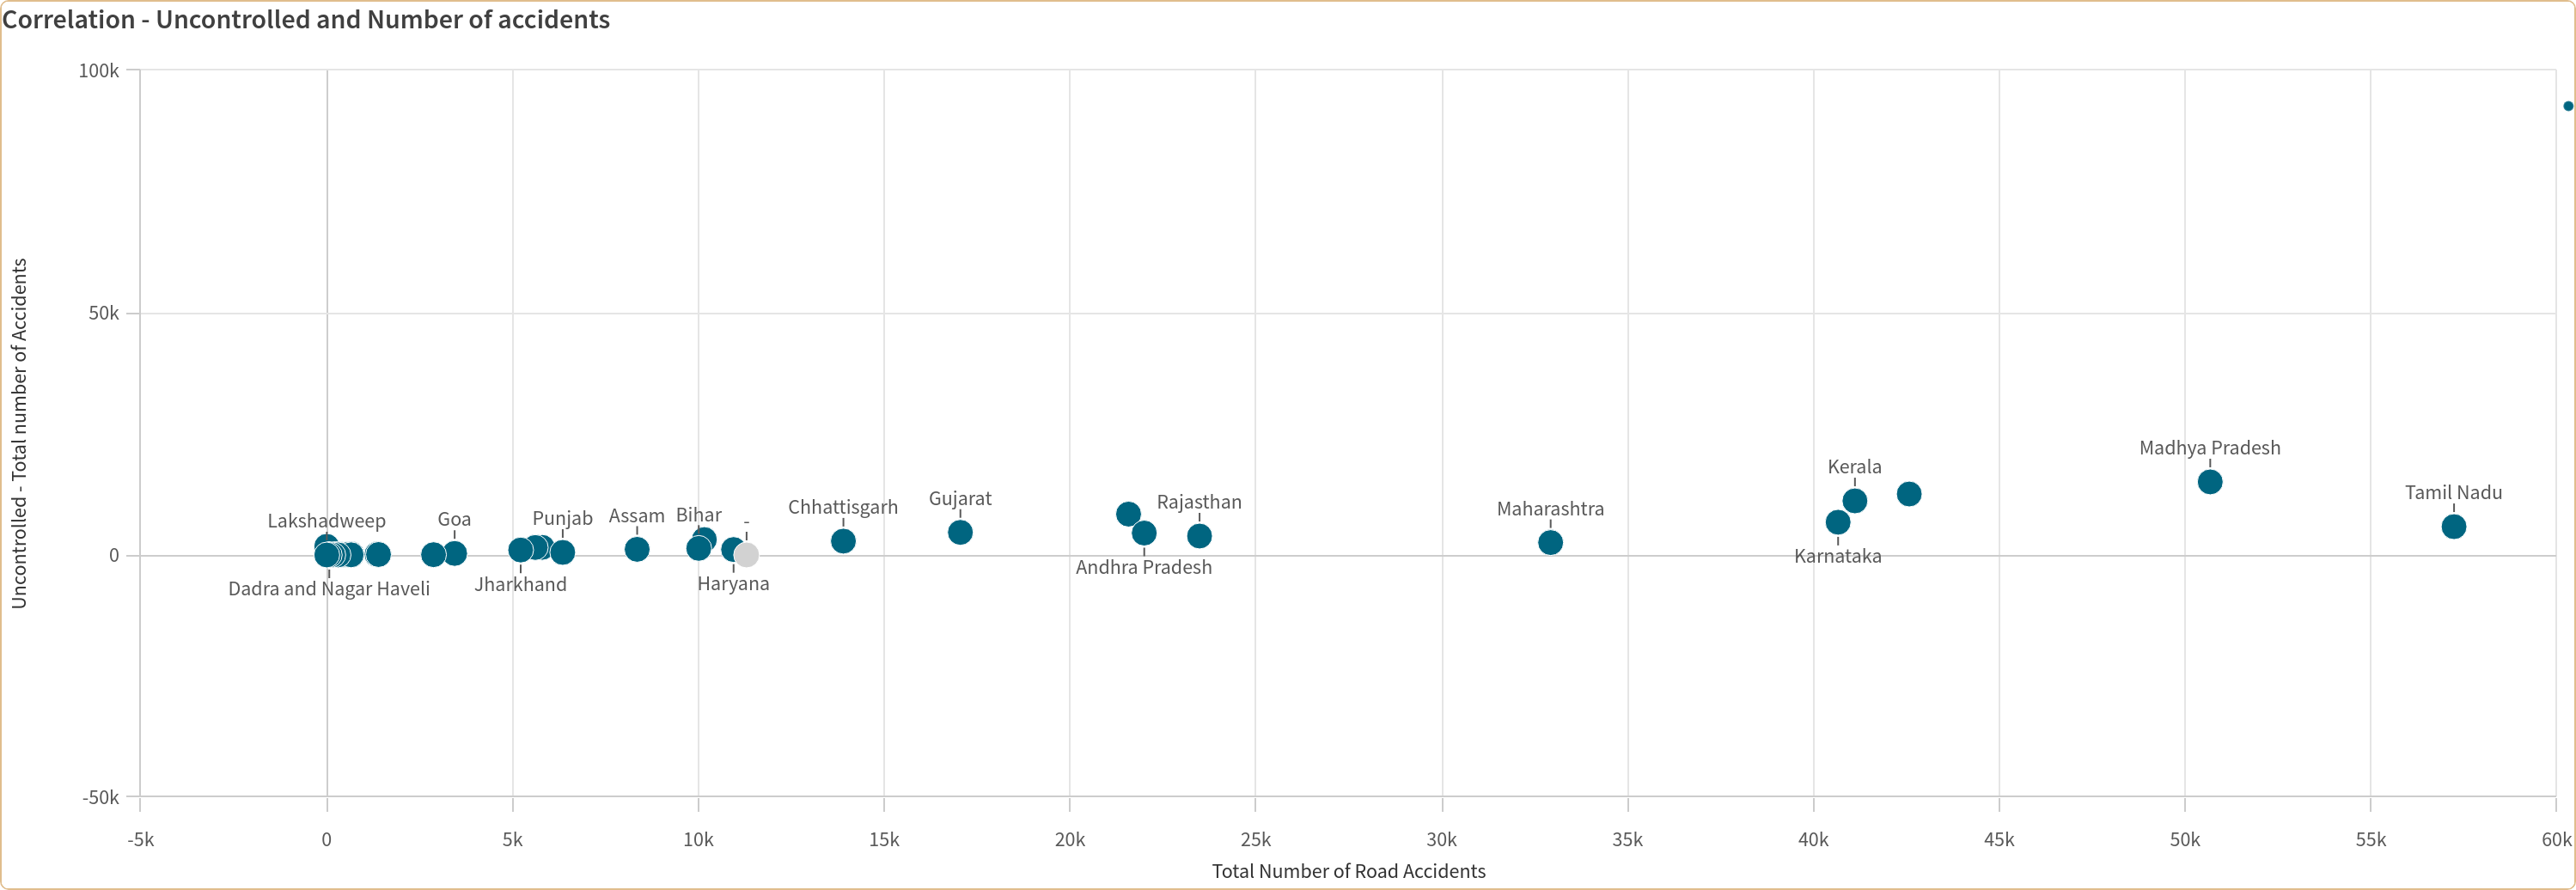 Correlation - Uncontrolled and Number of accidents
100k
50k
0
-50k
Uncontrolled - Total number of Accidents
Madhya Pradesh
Kerala
Tamil Nadu
Gujarat
Rajasthan
Chhattisgarh
Maharashtra
Lakshadweep
Goa
Punjab
Assam
Bihar
-
Karnataka
Andhra Pradesh
Dadra and Nagar Haveli
Jharkhand
Haryana
-5k 0 5k 10k 15k 20k 25k 30k 35k 40k 45k 50k 55k 60k
Total Number of Road Accidents